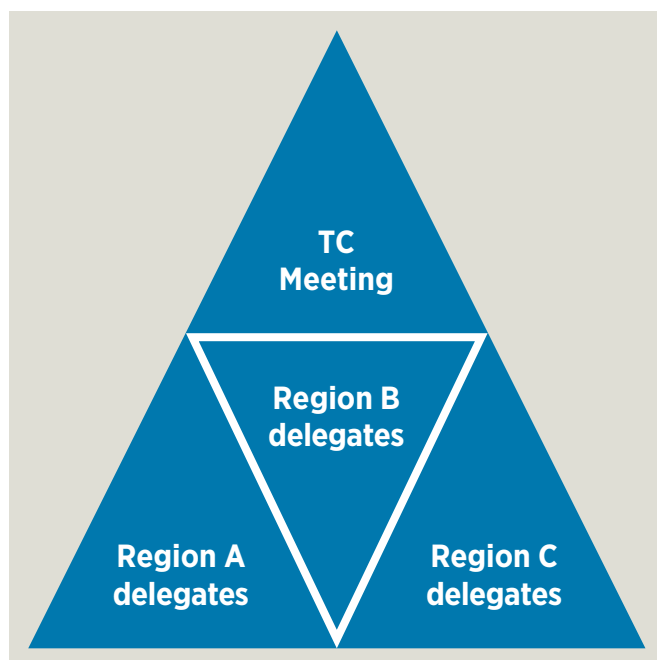 TC
Meeting
Region B
delegates
Region A
delegates
Region C
delegates